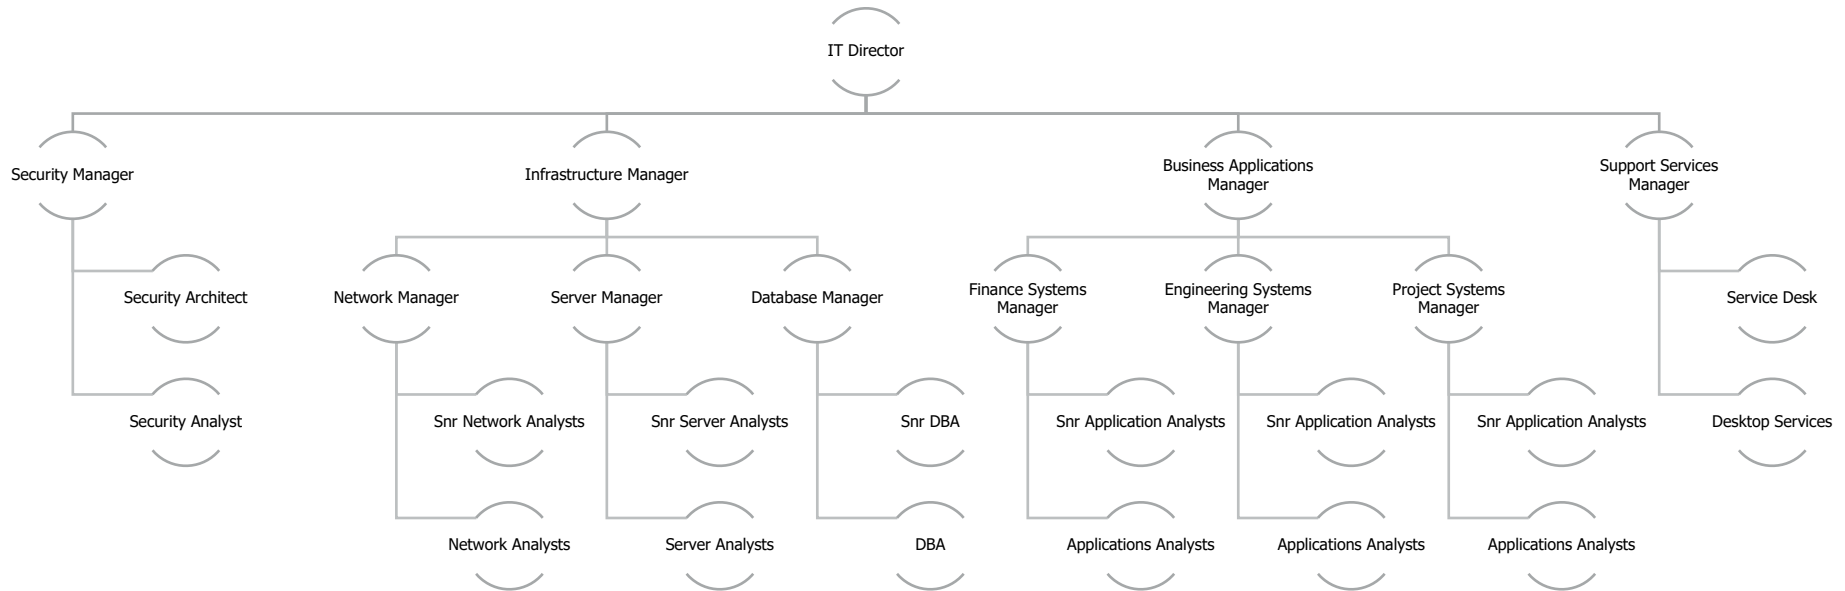 IT Director
Security Manager
Infrastructure Manager
Business Applications
Manager
Support Services
Manager
Security Architect
Network Manager
Server Manager
Database Manager
Finance Systems
Manager
Engineering Systems
Manager
Project Systems
Manager
Service Desk
Security Analyst
Snr Network Analysts
Snr Server Analysts
Snr DBA
Snr Application Analysts
Snr Application Analysts
Snr Application Analysts
Desktop Services
Network Analysts
Server Analysts
DBA
Applications Analysts
Applications Analysts
Applications Analysts